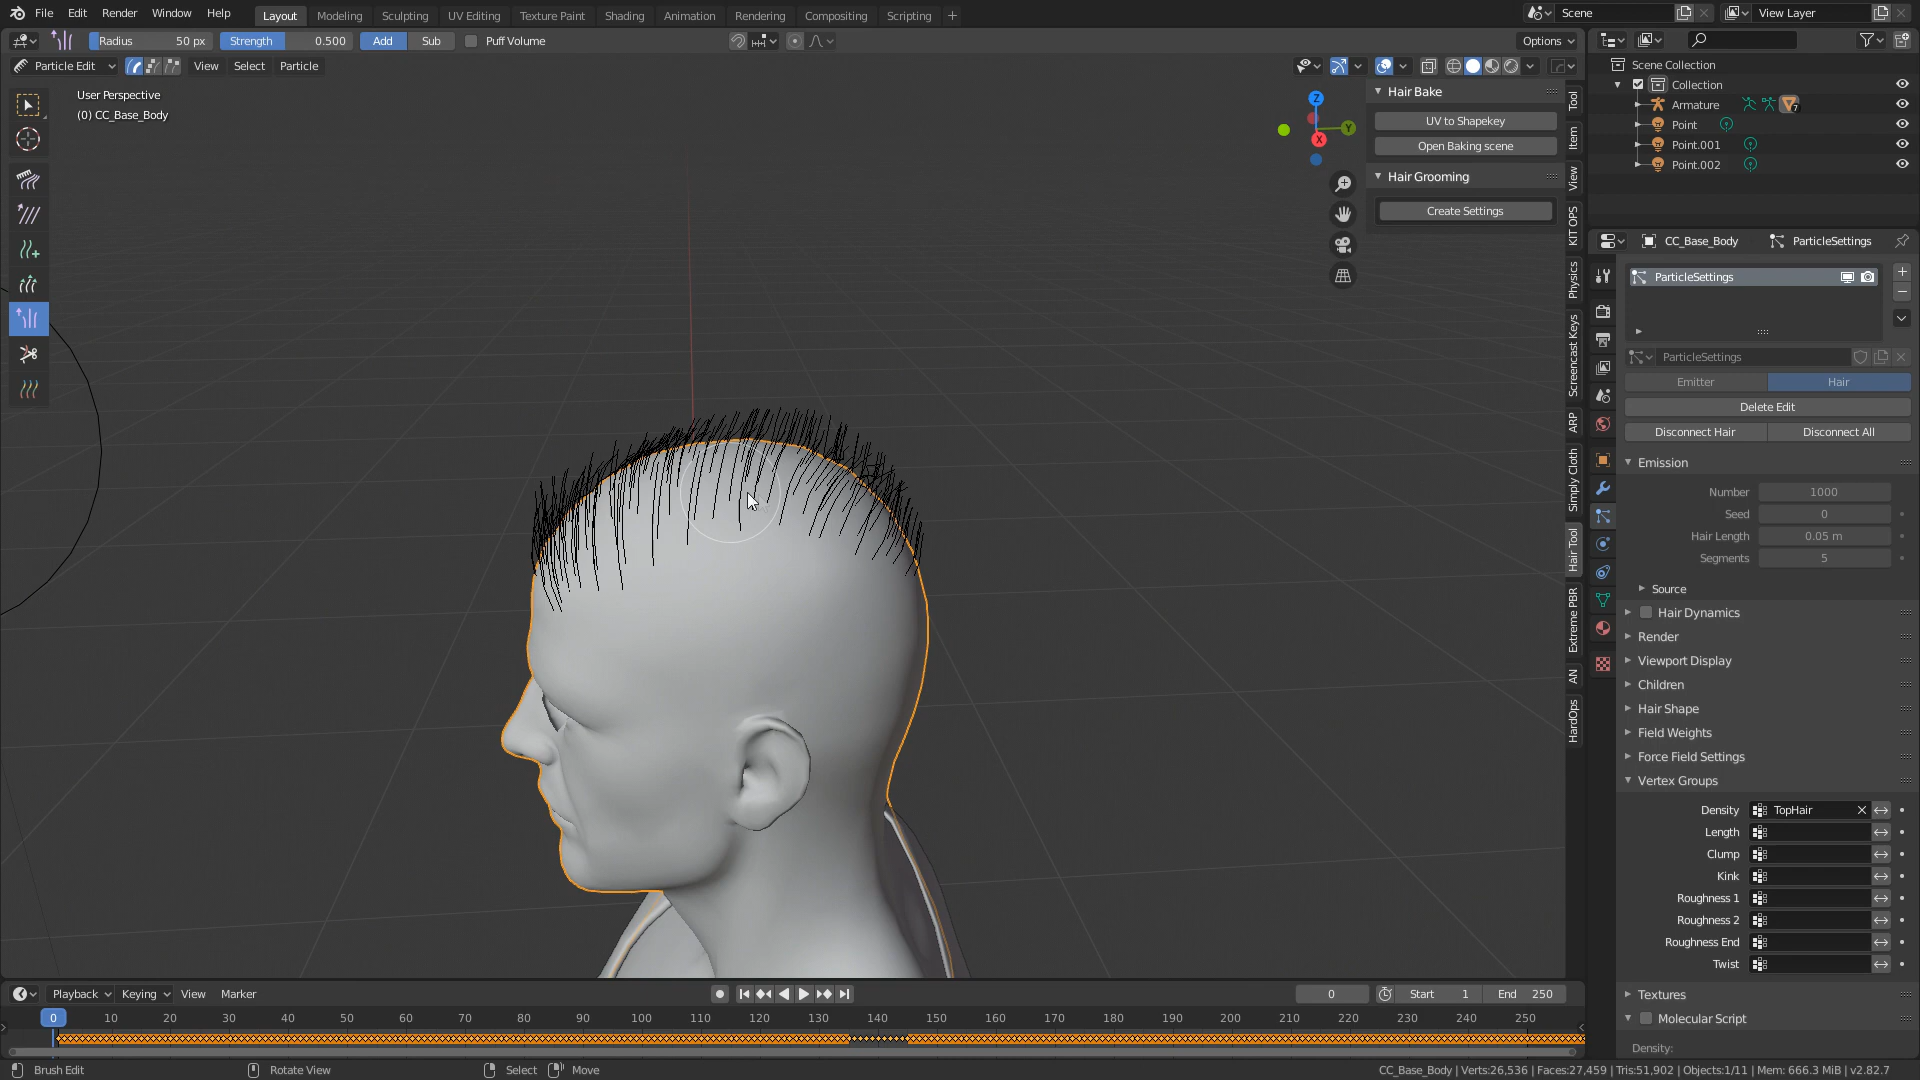 File Edit Render Window Help Layout Modeling Sculpting UV Editing Texture Paint Shading Animation Rendering Compositing Scripting + Scene View Layer
Radius 50 px Strength 0.500 Add Sub Puff Volume Options
Particle Edit View Select Particle
User Perspective
(0) CC_Base_Body
Z
Y
X
Hair Bake
UV to Shapekey
Open Baking scene
Hair Grooming
Create Settings
Tool
Item
View
KIT OPS
Physics
Screencast Keys
ARP
Simply Cloth
Hair Tool
Extreme PBR
AN
HardOps
Scene Collection
Collection
Armature 7
Point
Point.001
Point.002
CC_Base_Body ParticleSettings
ParticleSettings
ParticleSettings
Emitter Hair
Delete Edit
Disconnect Hair Disconnect All
Emission
Number 1000
Seed 0
Hair Length 0.05 m
Segments 5
Source
Hair Dynamics
Render
Viewport Display
Children
Hair Shape
Field Weights
Force Field Settings
Vertex Groups
Density TopHair
Length
Clump
Kink
Roughness 1
Roughness 2
Roughness End
Twist
Textures
Molecular Script
Density:
Playback Keying View Marker 0 Start 1 End 250
0 10 20 30 40 50 60 70 80 90 100 110 120 130 140 150 160 170 180 190 200 210 220 230 240 250
Brush Edit Rotate View Select Move CC_Base_Body | Verts:26,536 | Faces:27,459 | Tris:51,902 | Objects:1/11 | Mem: 666.3 MiB | v2.82.7